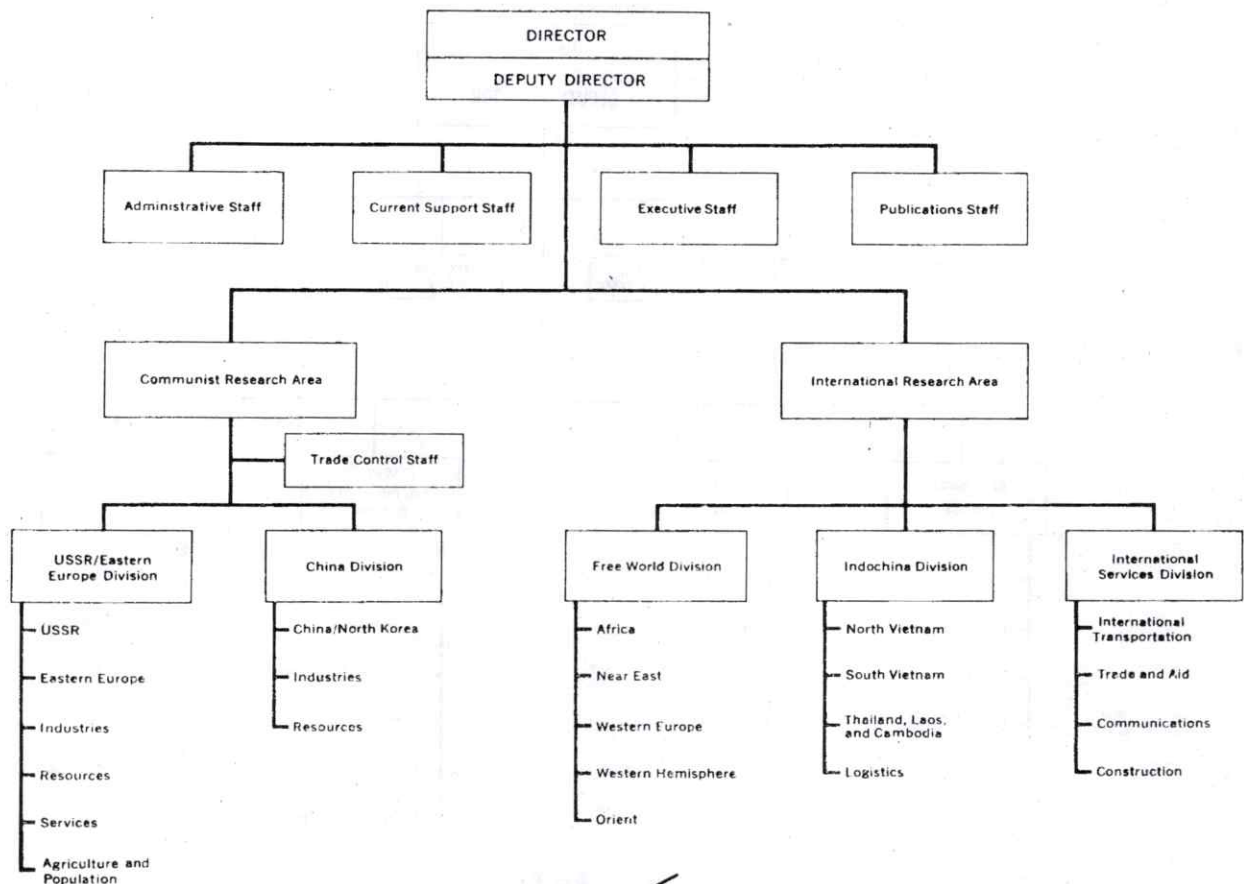 DIRECTOR
DEPUTY DIRECTOR
Administrative Staff
Current Support Staff
Executive Staff
Publications Staff
Communist Research Area
International Research Area
Trade Control Staff
USSR/Eastern
Europe Division
China Division
Free World Division
Indochina Division
International
Services Division
USSR
Eastern Europe
Industries
Resources
Services
Agriculture and
Population
China/North Korea
Industries
Resources
Africa
Near East
Western Europe
Western Hemisphere
Orient
North Vietnam
South Vietnam
Thailand, Laos,
and Cambodia
Logistics
International
Transportation
Trade and Aid
Communications
Construction